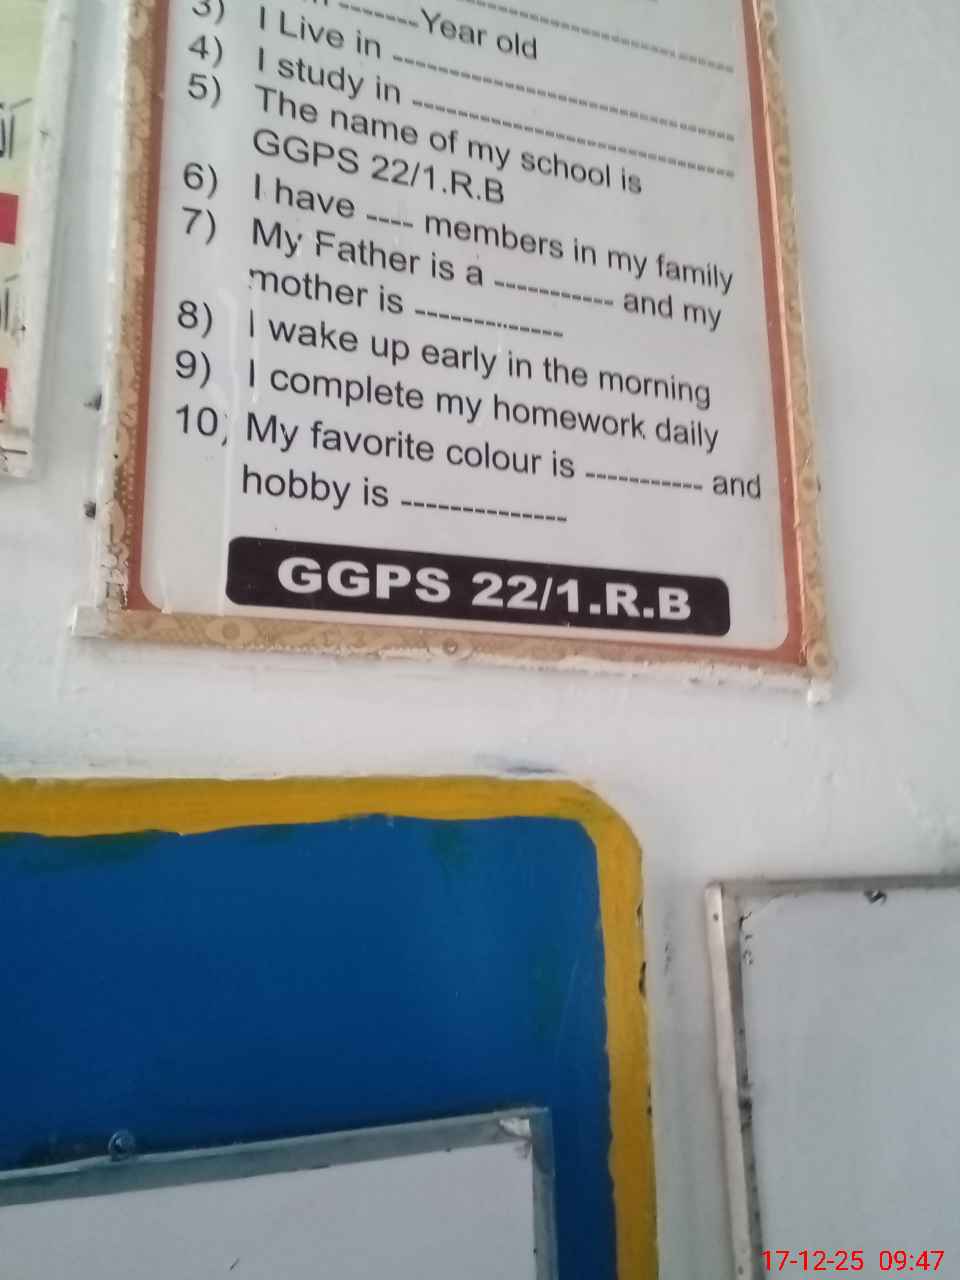 ------- Year old
3) I Live in ----------
4) I study in ----------
5) The name of my school is
GGPS 22/1.R.B
6) I have ---- members in my family
7) My Father is a ----------- and my
mother is -------------
8) I wake up early in the morning
9) I complete my homework daily
10) My favorite colour is ----------- and
hobby is --------------
GGPS 22/1.R.B
17-12-25 09:47